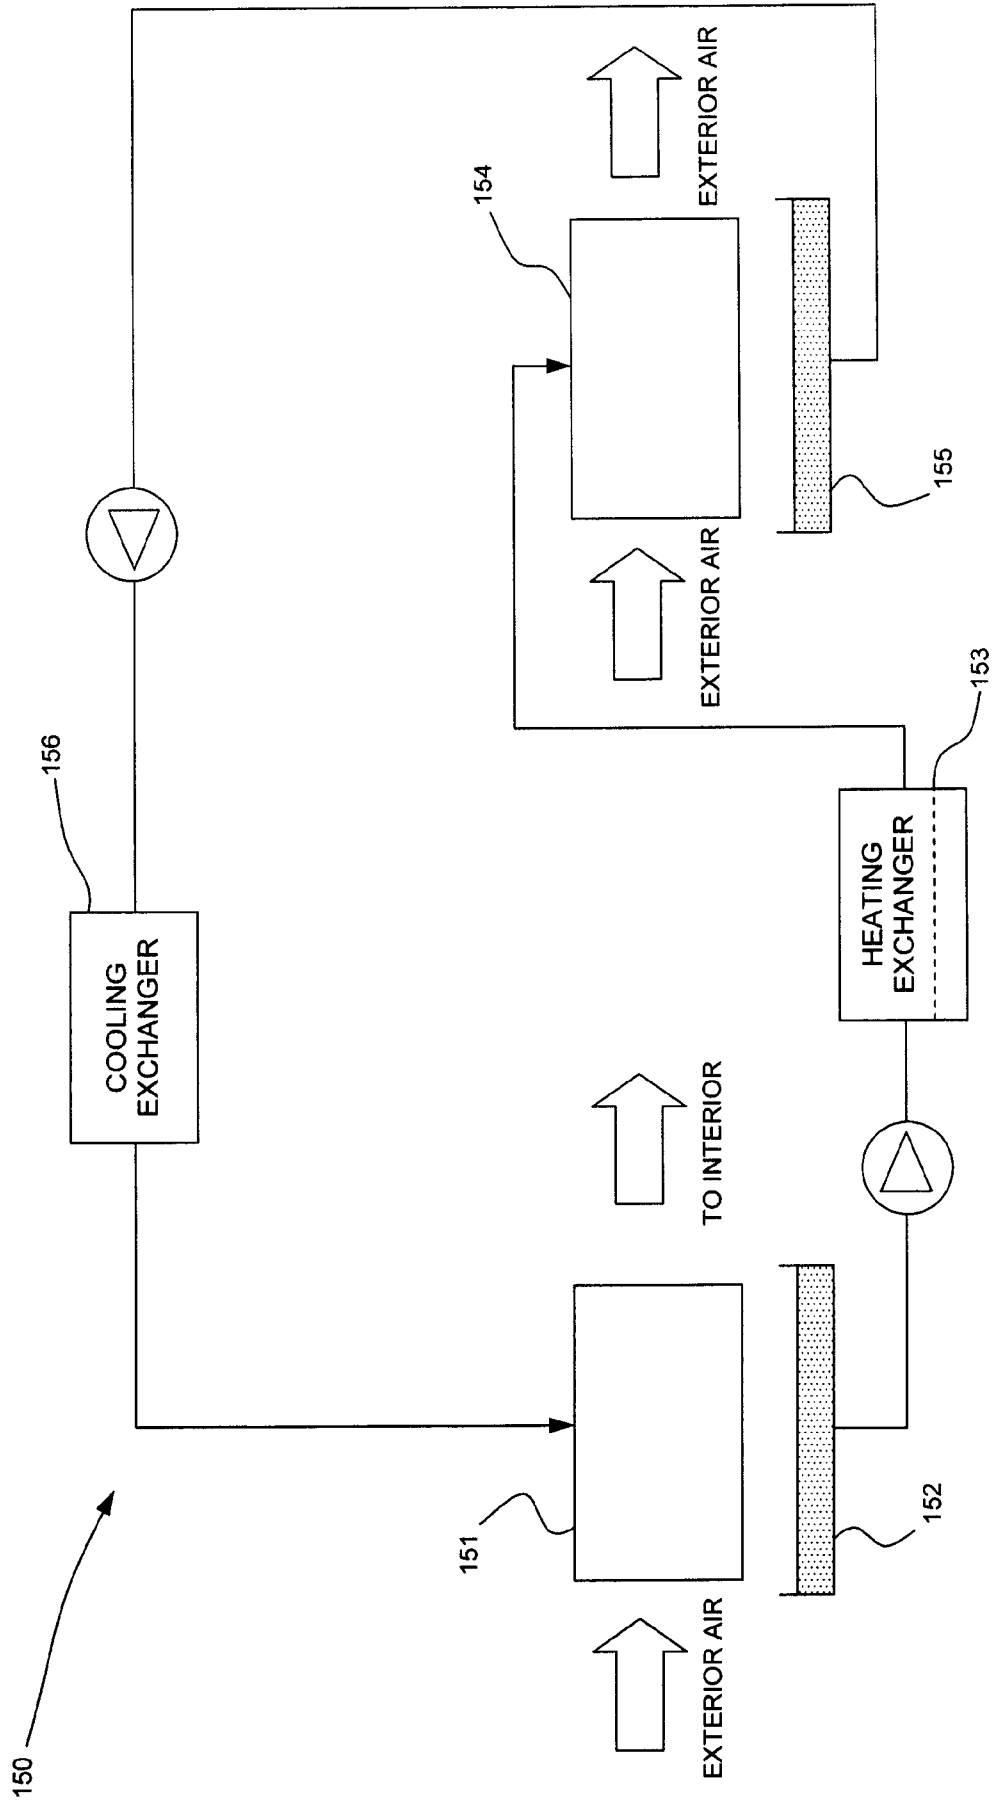 150
COOLING
EXCHANGER
156
151
154
EXTERIOR AIR
TO INTERIOR
EXTERIOR AIR
EXTERIOR AIR
152
HEATING
EXCHANGER
153
155